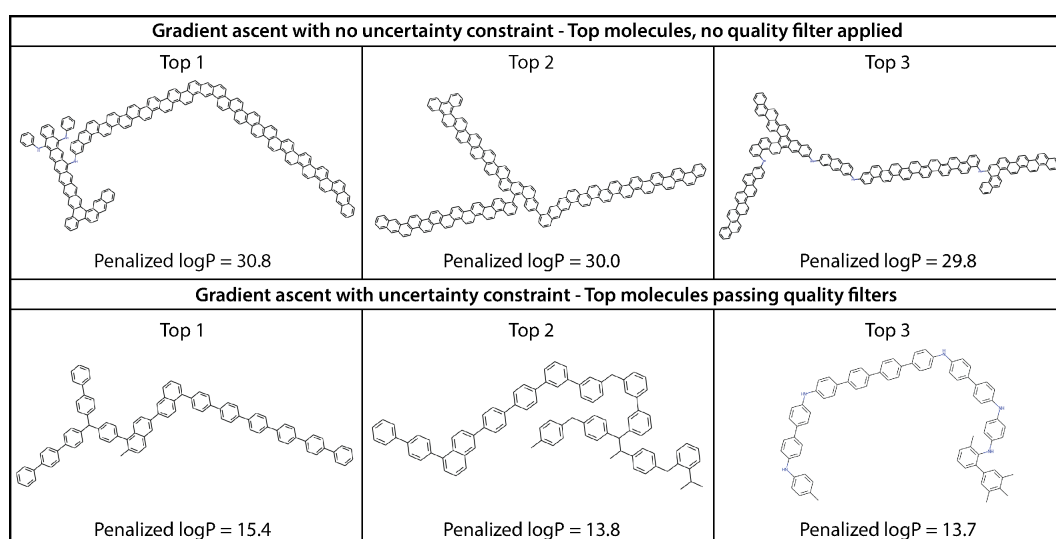 Gradient ascent with no uncertainty constraint - Top molecules, no quality filter applied
Top 1
Top 2
Top 3
Penalized logP = 30.8
Penalized logP = 30.0
Penalized logP = 29.8
Gradient ascent with uncertainty constraint - Top molecules passing quality filters
Top 1
Top 2
Top 3
Penalized logP = 15.4
Penalized logP = 13.8
Penalized logP = 13.7